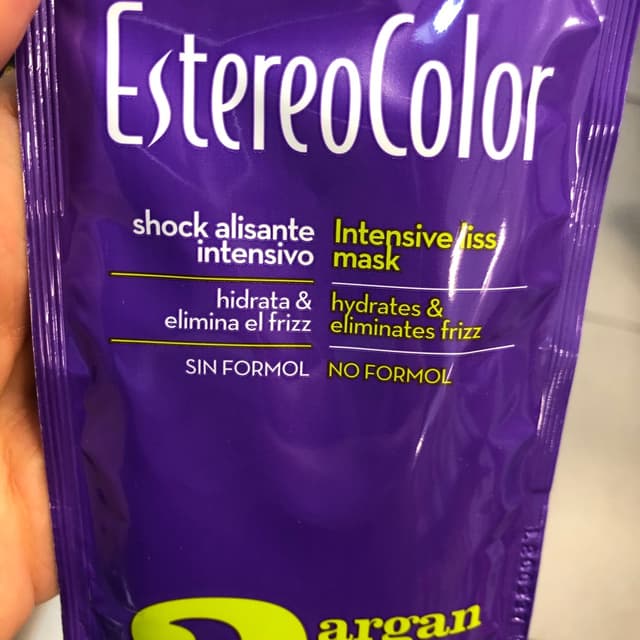 EstereoColor
shock alisante
intensivo
Intensive liss
mask
hidrata &
elimina el frizz
hydrates &
eliminates frizz
SIN FORMOL
NO FORMOL
argan